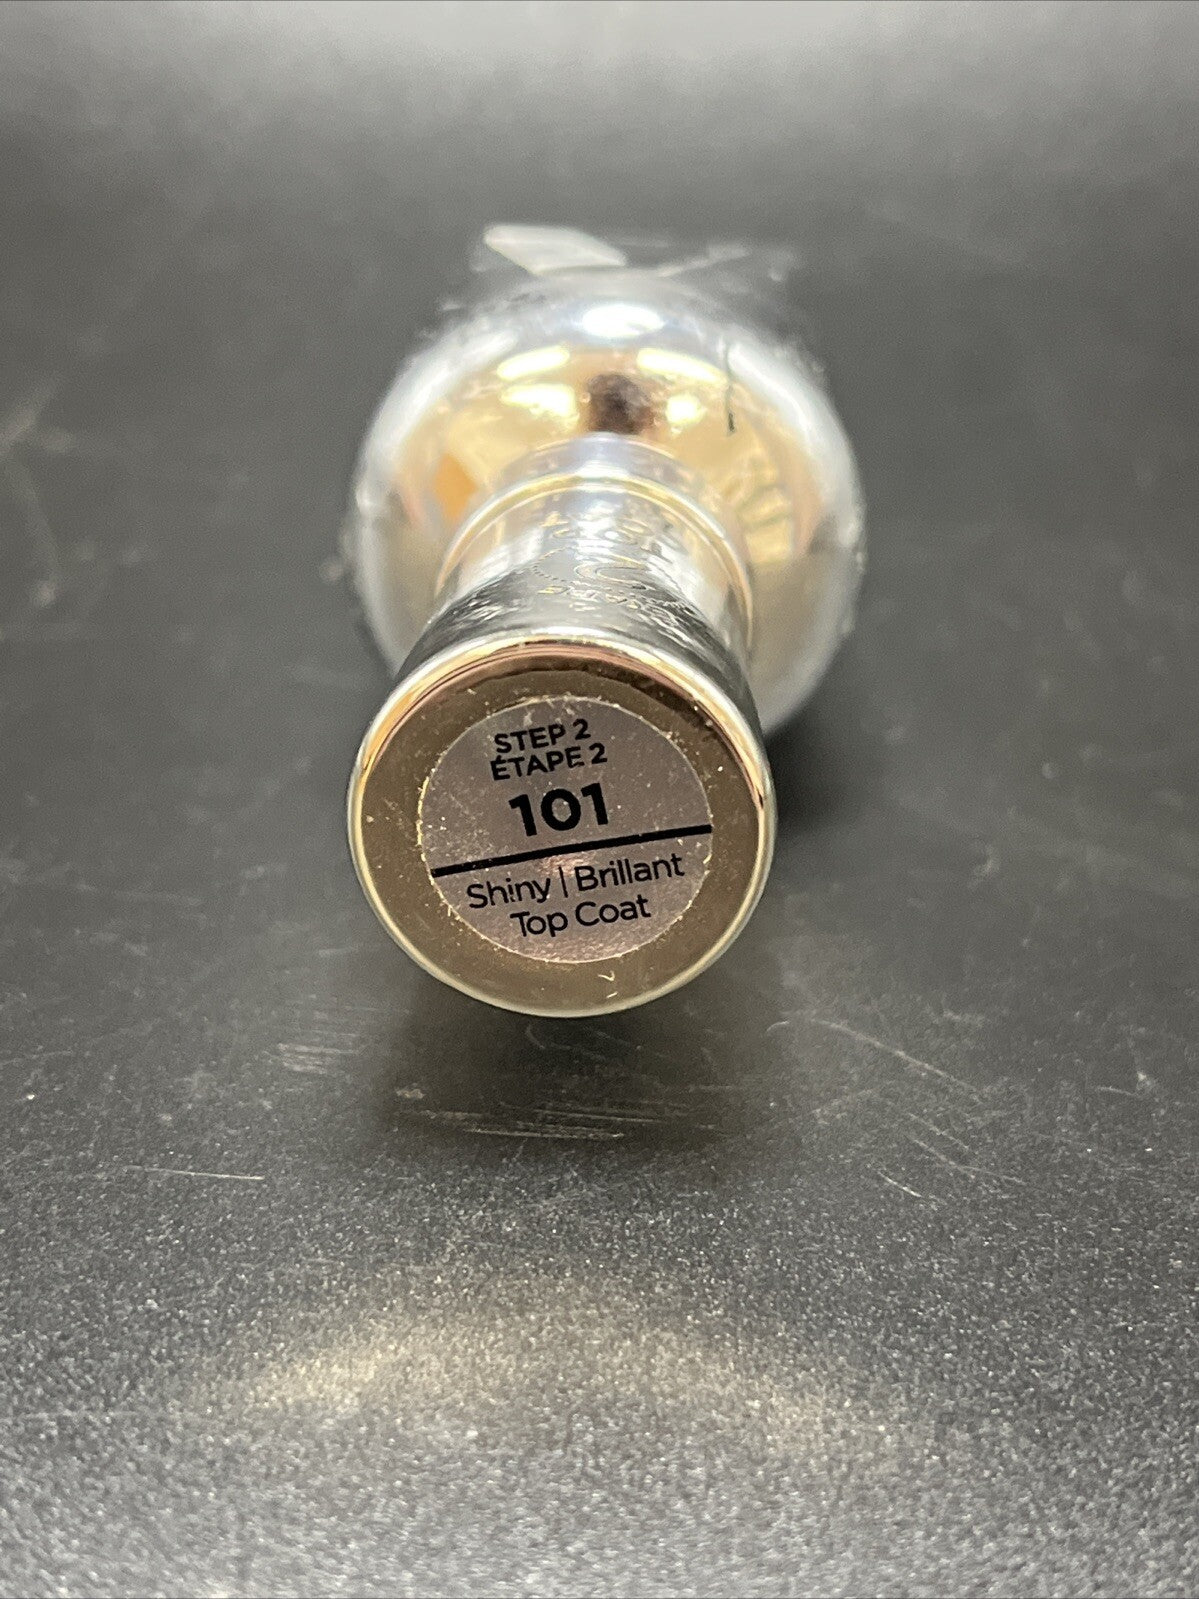 STEP 2
ÉTAPE 2
101
Shiny | Brillant
Top Coat